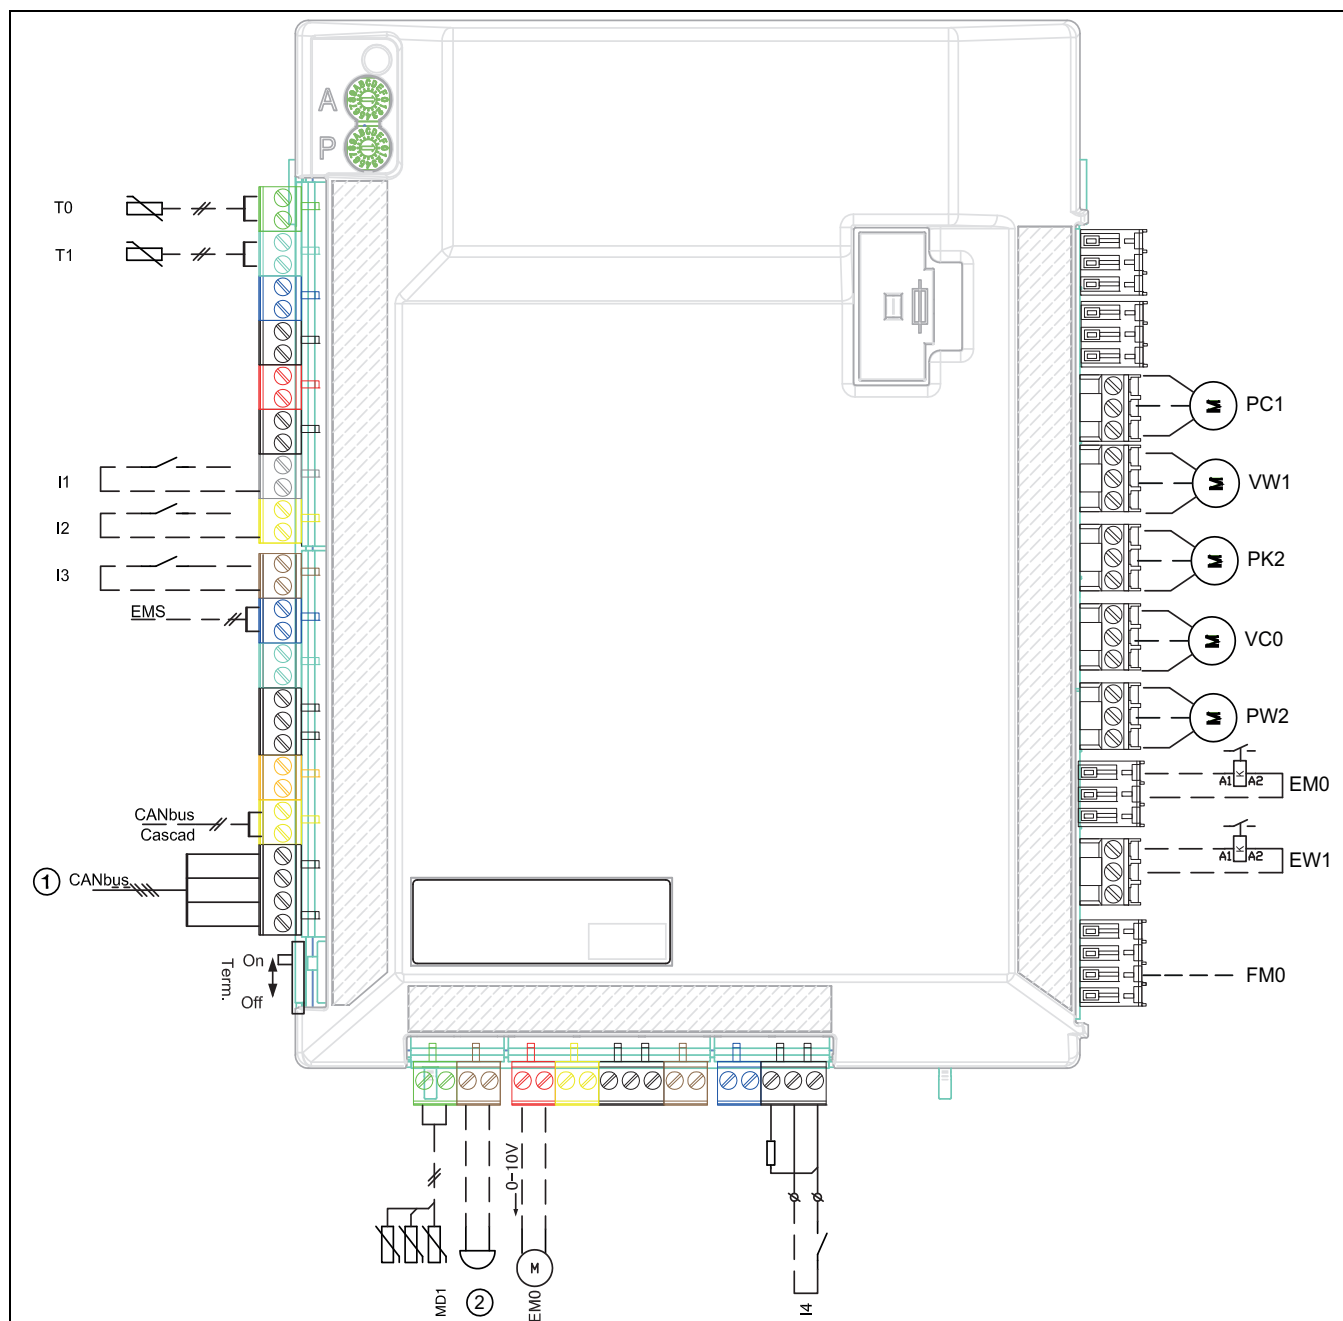 A
P
T0
T1
I1
I2
I3
EMS
CANbus
Cascad
1 CANbus
On
Off
Term.
M PC1
M VW1
M PK2
M VC0
M PW2
K
A1 A2 EM0
K
A1 A2 EW1
FM0
MD1
2
0-10V
M
EM0
I4